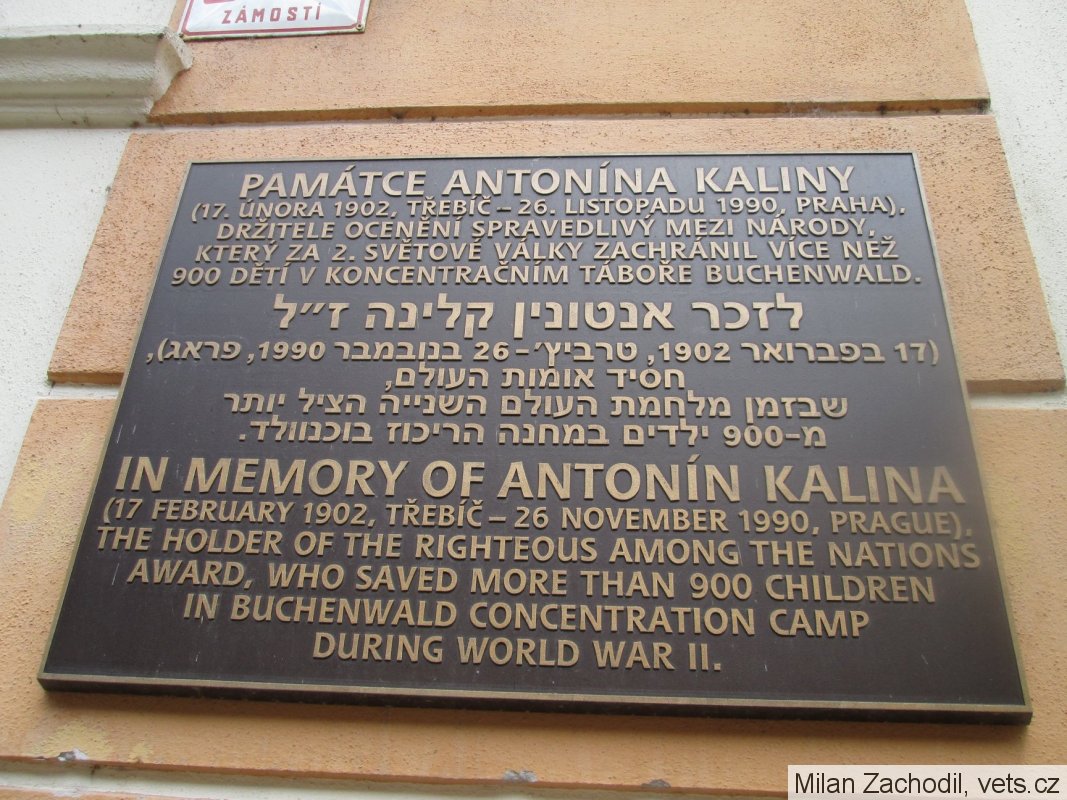 ZÁMOSTÍ
PAMÁTCE ANTONÍNA KALINY
(17. ÚNORA 1902, TŘEBÍČ – 26. LISTOPADU 1990, PRAHA),
DRŽITELE OCENĚNÍ SPRAVEDLIVÝ MEZI NÁRODY,
KTERÝ ZA 2. SVĚTOVÉ VÁLKY ZACHRÁNIL VÍCE NEŽ
900 DĚTÍ V KONCENTRAČNÍM TÁBOŘE BUCHENWALD.
לזכר אנטונין קלינה ז״ל
(17 בפברואר 1902, טרביץ׳ – 26 בנובמבר 1990, פראג),
חסיד אומות העולם,
שבזמן מלחמת העולם השנייה הציל יותר
מ-900 ילדים במחנה הריכוז בוכנוולד.
IN MEMORY OF ANTONÍN KALINA
(17 FEBRUARY 1902, TŘEBÍČ – 26 NOVEMBER 1990, PRAGUE),
THE HOLDER OF THE RIGHTEOUS AMONG THE NATIONS
AWARD, WHO SAVED MORE THAN 900 CHILDREN
IN BUCHENWALD CONCENTRATION CAMP
DURING WORLD WAR II.
Milan Zachodil, vets.cz